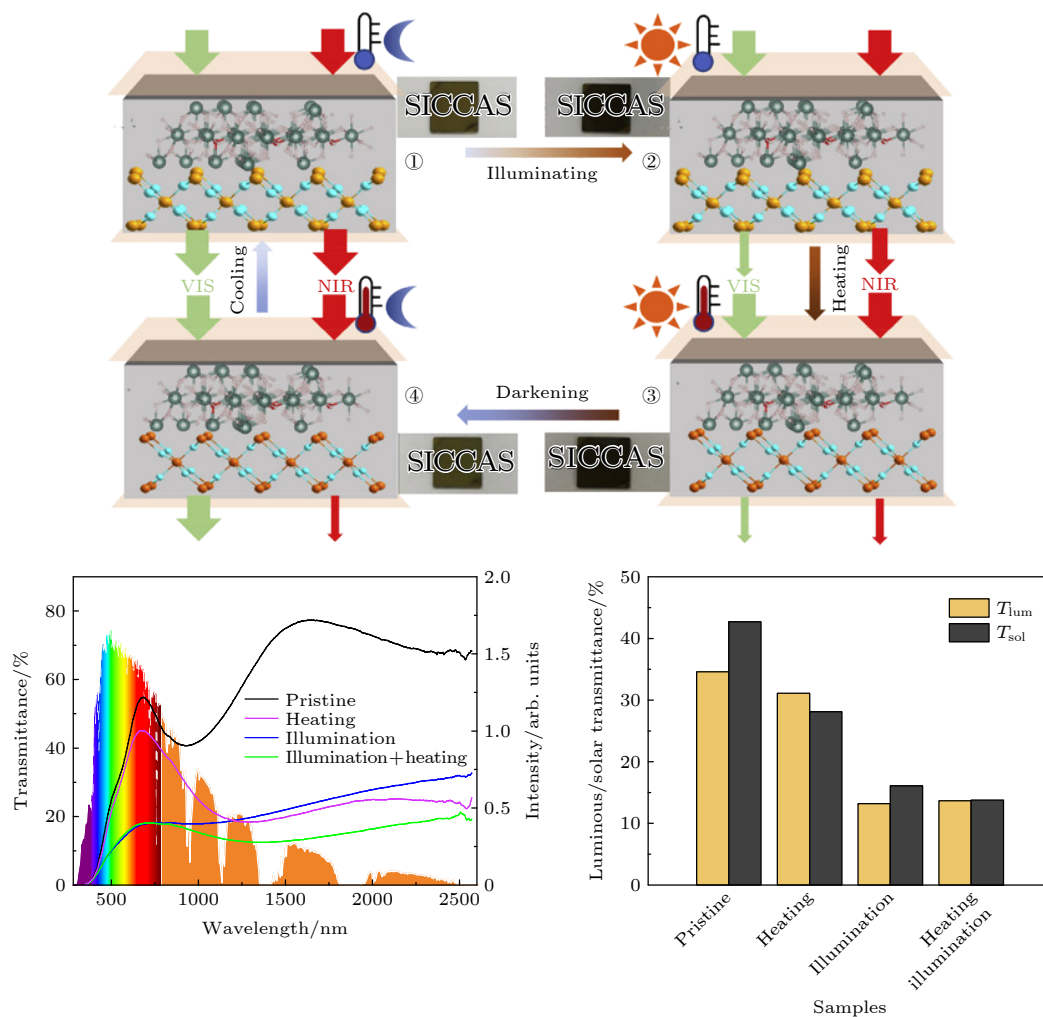 SICCAS
SICCAS
①
Illuminating
②
VIS
Cooling
NIR
VIS
Heating
NIR
④
Darkening
③
SICCAS
SICCAS
2.0
80
1.5
60
Pristine
Heating
1.0
40
Illumination
Illumination+heating
0.5
20
0
0
500
1000
1500
2000
2500
Transmittance/%
Intensity/arb. units
Wavelength/nm
50
T_lum
T_sol
40
30
20
10
0
Luminous/solar transmittance/%
Pristine
Heating
Illumination
Heating
illumination
Samples